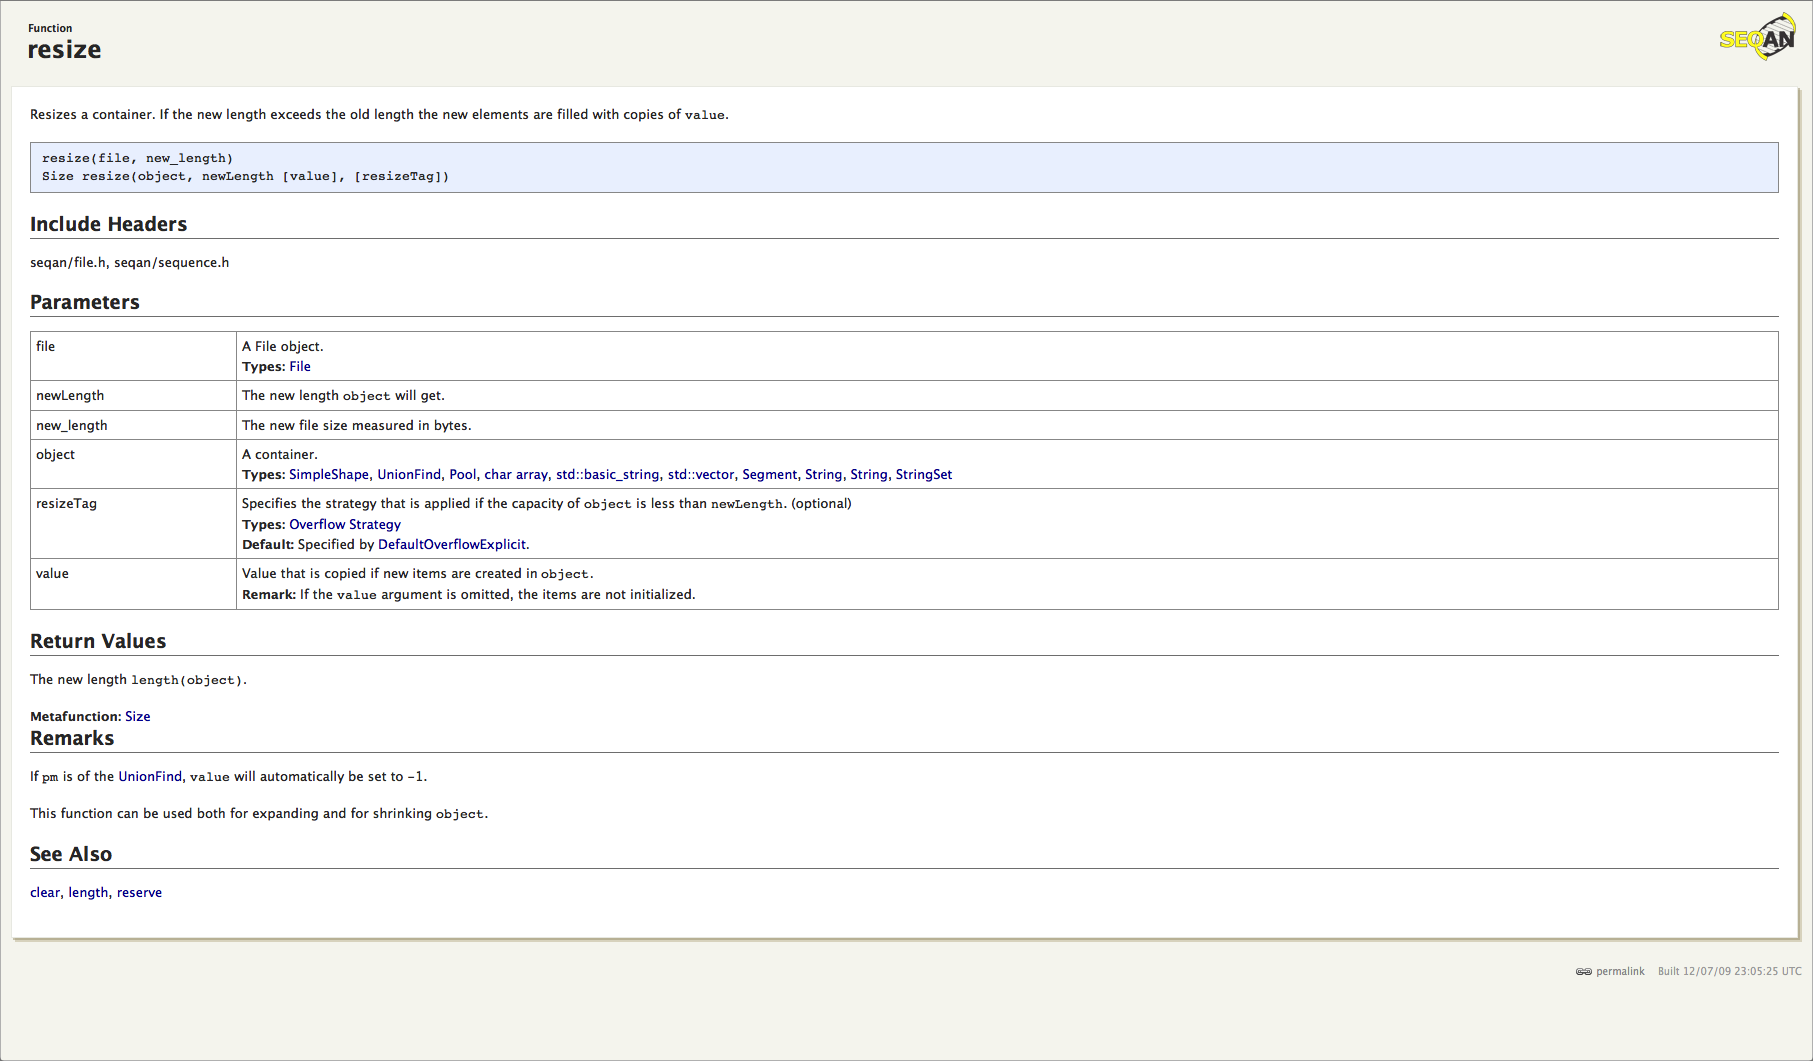 Function
resize
SEQAN
Resizes a container. If the new length exceeds the old length the new elements are filled with copies of value.
resize(file, new_length)
Size resize(object, newLength [value], [resizeTag])
Include Headers
seqan/file.h, seqan/sequence.h
Parameters
file
A File object.
Types: File
newLength
The new length object will get.
new_length
The new file size measured in bytes.
object
A container.
Types: SimpleShape, UnionFind, Pool, char array, std::basic_string, std::vector, Segment, String, String, StringSet
resizeTag
Specifies the strategy that is applied if the capacity of object is less than newLength. (optional)
Types: Overflow Strategy
Default: Specified by DefaultOverflowExplicit.
value
Value that is copied if new items are created in object.
Remark: If the value argument is omitted, the items are not initialized.
Return Values
The new length length(object).
Metafunction: Size
Remarks
If pm is of the UnionFind, value will automatically be set to -1.
This function can be used both for expanding and for shrinking object.
See Also
clear, length, reserve
permalink Built 12/07/09 23:05:25 UTC